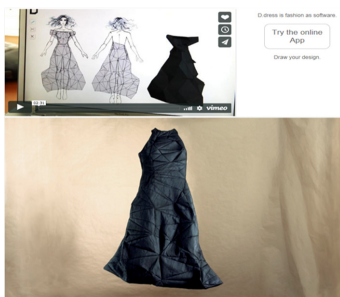 D.dress is fashion as software.
Try the online
App
Draw your design.
vimeo